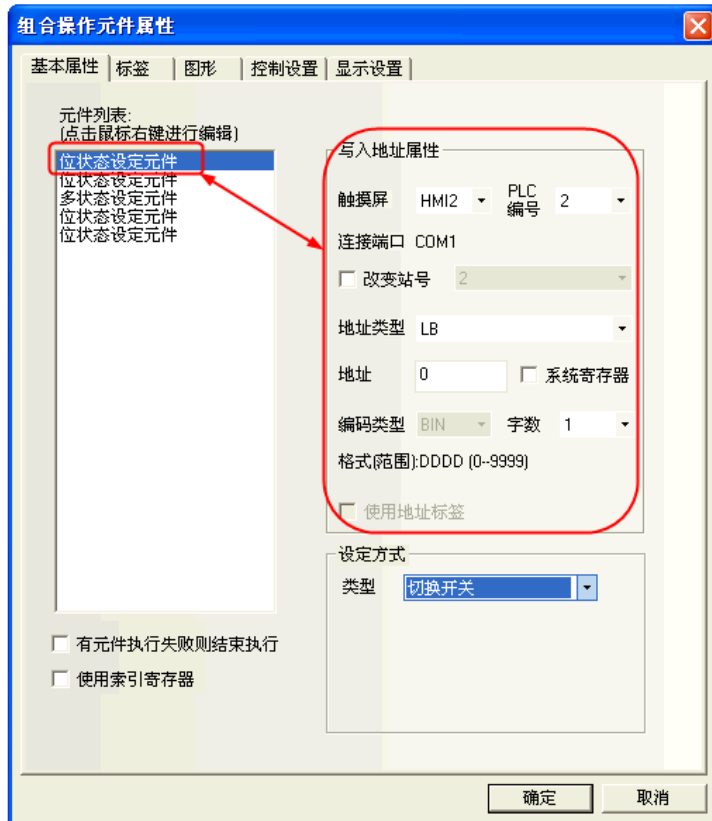 组合操作元件属性
基本属性 标签 图形 控制设置 显示设置
元件列表:
(点击鼠标右键进行编辑)
位状态设定元件
位状态设定元件
多状态设定元件
位状态设定元件
位状态设定元件
写入地址属性
触摸屏 HMI2 PLC编号 2
连接端口 COM1
改变站号 2
地址类型 LB
地址 0 系统寄存器
编码类型 BIN 字数 1
格式(范围):DDDD (0--9999)
使用地址标签
设定方式
类型 切换开关
有元件执行失败则结束执行
使用索引寄存器
确定 取消